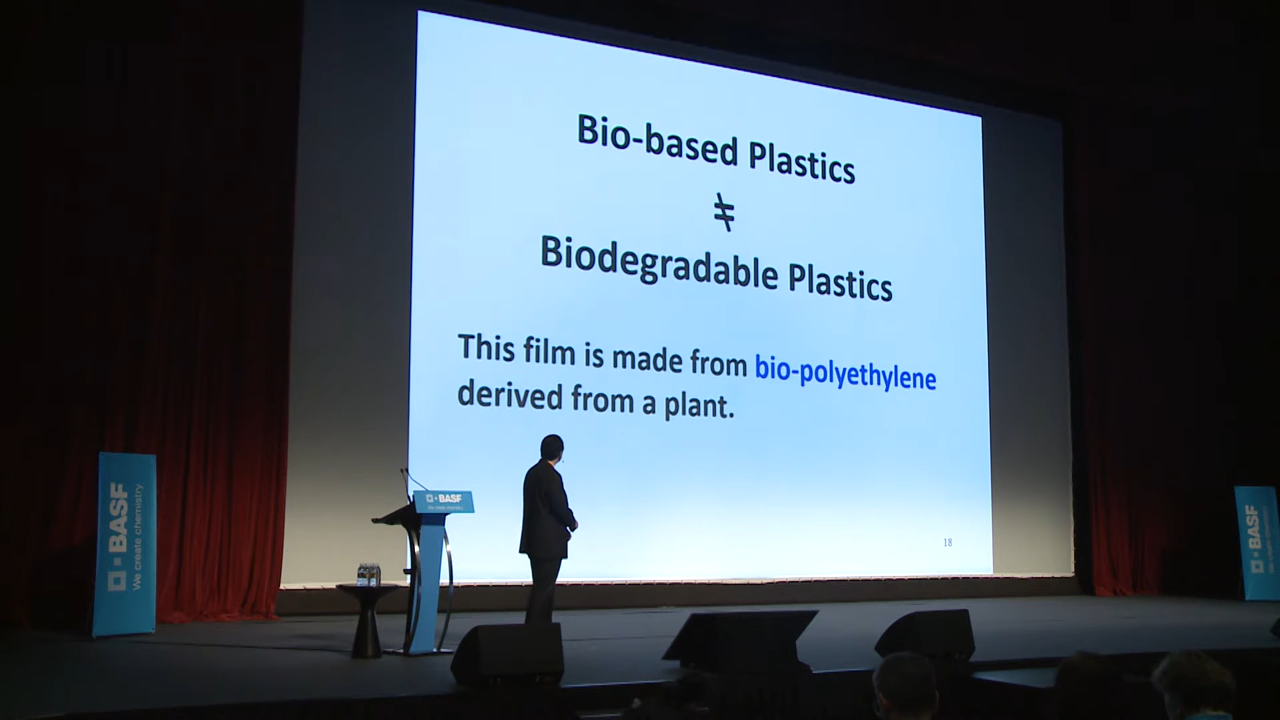 Bio-based Plastics
≠
Biodegradable Plastics
This film is made from bio-polyethylene
derived from a plant.
18
BASF
We create chemistry
BASF
We create chemistry
BASF